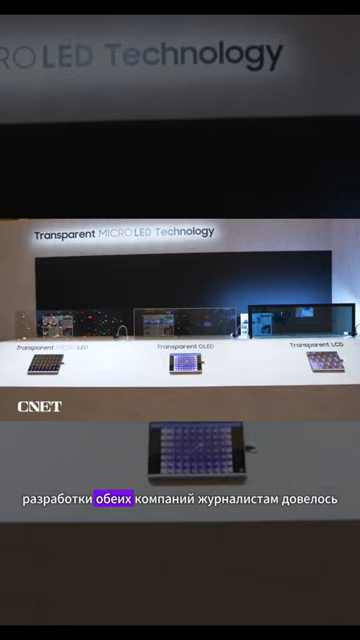 RO LED Technology
Transparent MICRO LED Technology
Transparent MICRO LED
Transparent OLED
Transparent LCD
CNET
разработки обеих компаний журналистам довелось